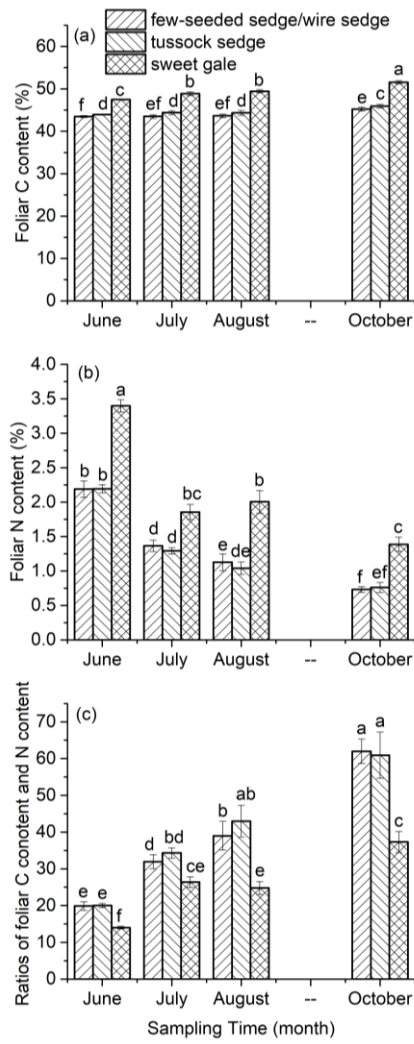 few-seeded sedge/wire sedge
tussock sedge
sweet gale
(a)
Foliar C content (%)
60
50
40
30
20
10
0
f d c ef d b ef d b e c a
June July August -- October
(b)
Foliar N content (%)
4.0
3.5
3.0
2.5
2.0
1.5
1.0
0.5
0.0
b b a d d bc e de b f ef c
June July August -- October
(c)
Ratios of foliar C conotent and N content
70
60
50
40
30
20
10
0
e e f d bd ce b ab e a a c
June July August -- October
Sampling Time (month)